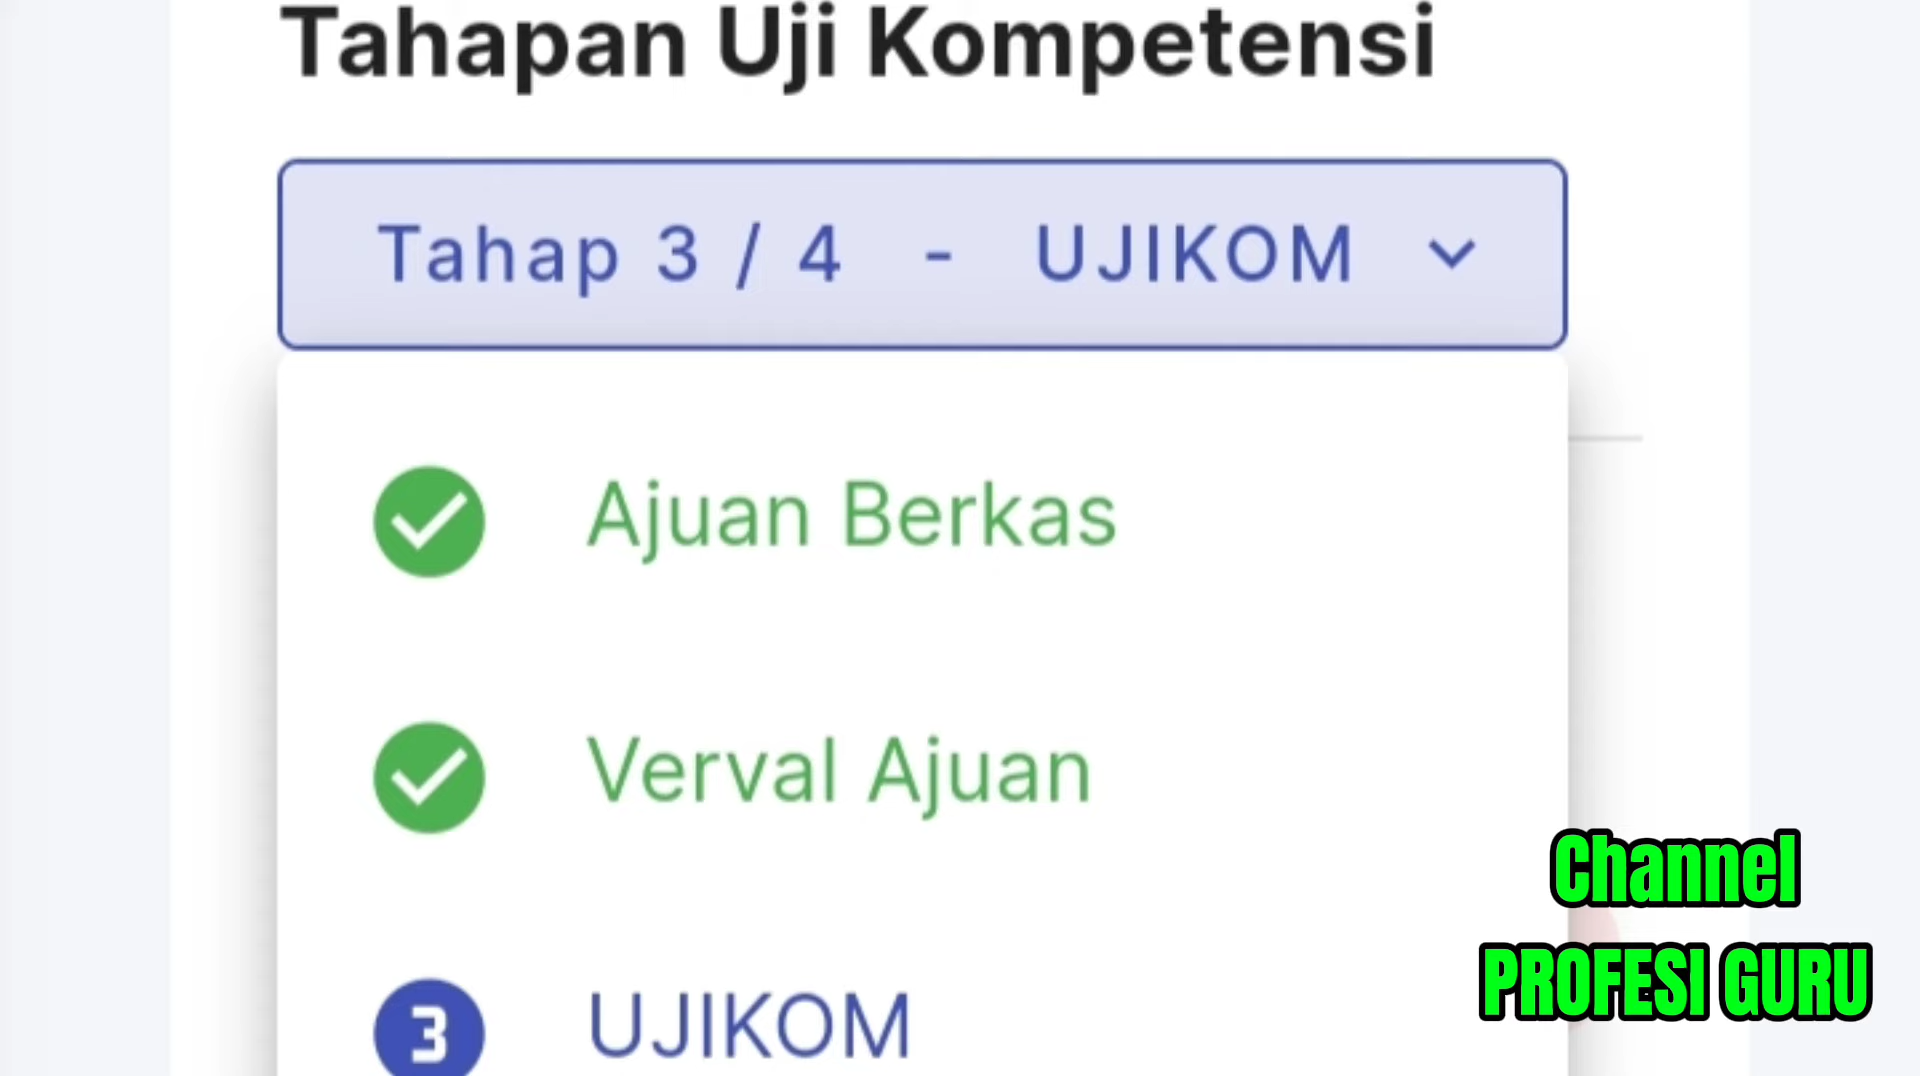 Tahapan Uji Kompetensi
Tahap 3 / 4 - UJIKOM
Ajuan Berkas
Verval Ajuan
3 UJIKOM
Channel
PROFESI GURU